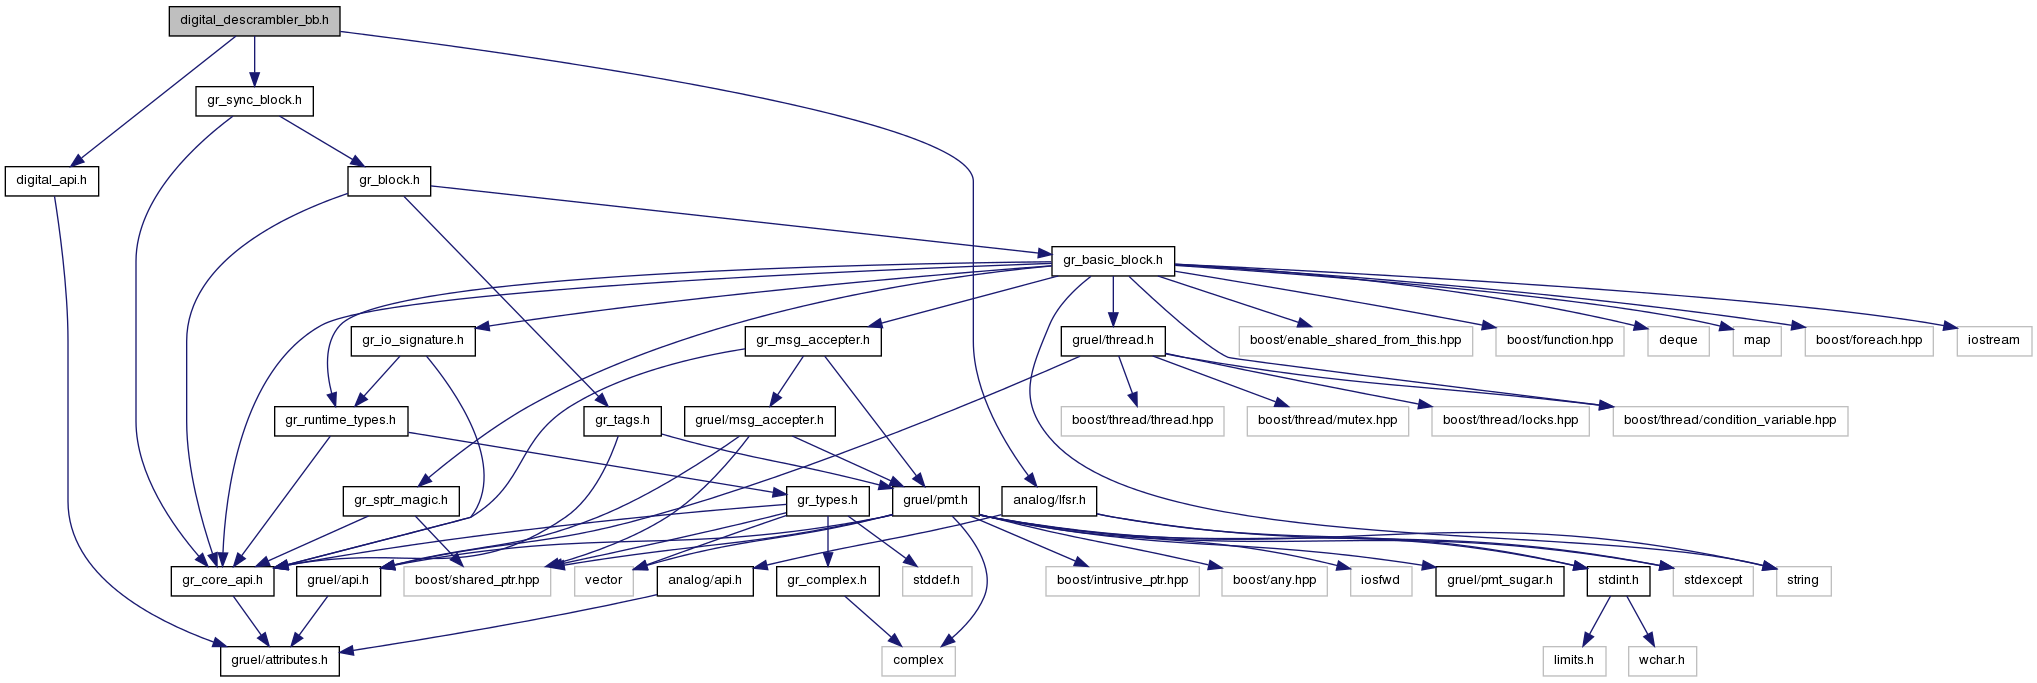 digital_descrambler_bb.h
gr_sync_block.h
digital_api.h
gr_block.h
gr_basic_block.h
gr_io_signature.h
gr_msg_accepter.h
gruel/thread.h
boost/enable_shared_from_this.hpp
boost/function.hpp
deque
map
boost/foreach.hpp
iostream
gr_runtime_types.h
gr_tags.h
gruel/msg_accepter.h
boost/thread/thread.hpp
boost/thread/mutex.hpp
boost/thread/locks.hpp
boost/thread/condition_variable.hpp
gr_sptr_magic.h
gr_types.h
gruel/pmt.h
analog/lfsr.h
gr_core_api.h
gruel/api.h
boost/shared_ptr.hpp
vector
analog/api.h
gr_complex.h
stddef.h
boost/intrusive_ptr.hpp
boost/any.hpp
iosfwd
gruel/pmt_sugar.h
stdint.h
stdexcept
string
gruel/attributes.h
complex
limits.h
wchar.h